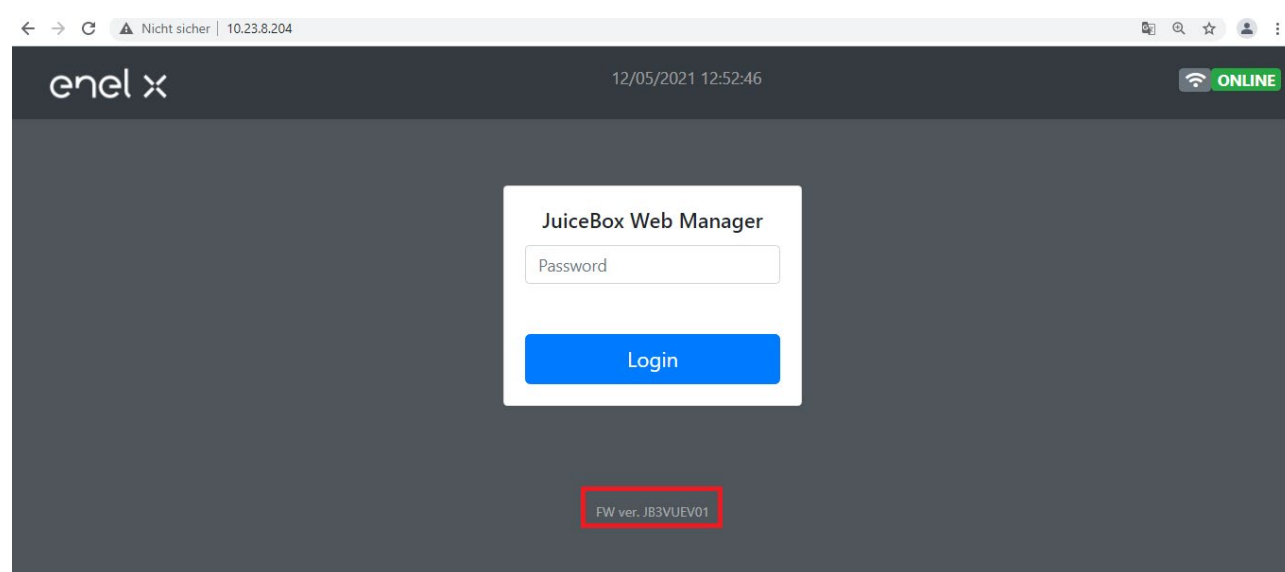 Nicht sicher | 10.23.8.204
enel x
12/05/2021 12:52:46
ONLINE
JuiceBox Web Manager
Password
Login
FW ver. JB3VUEV01